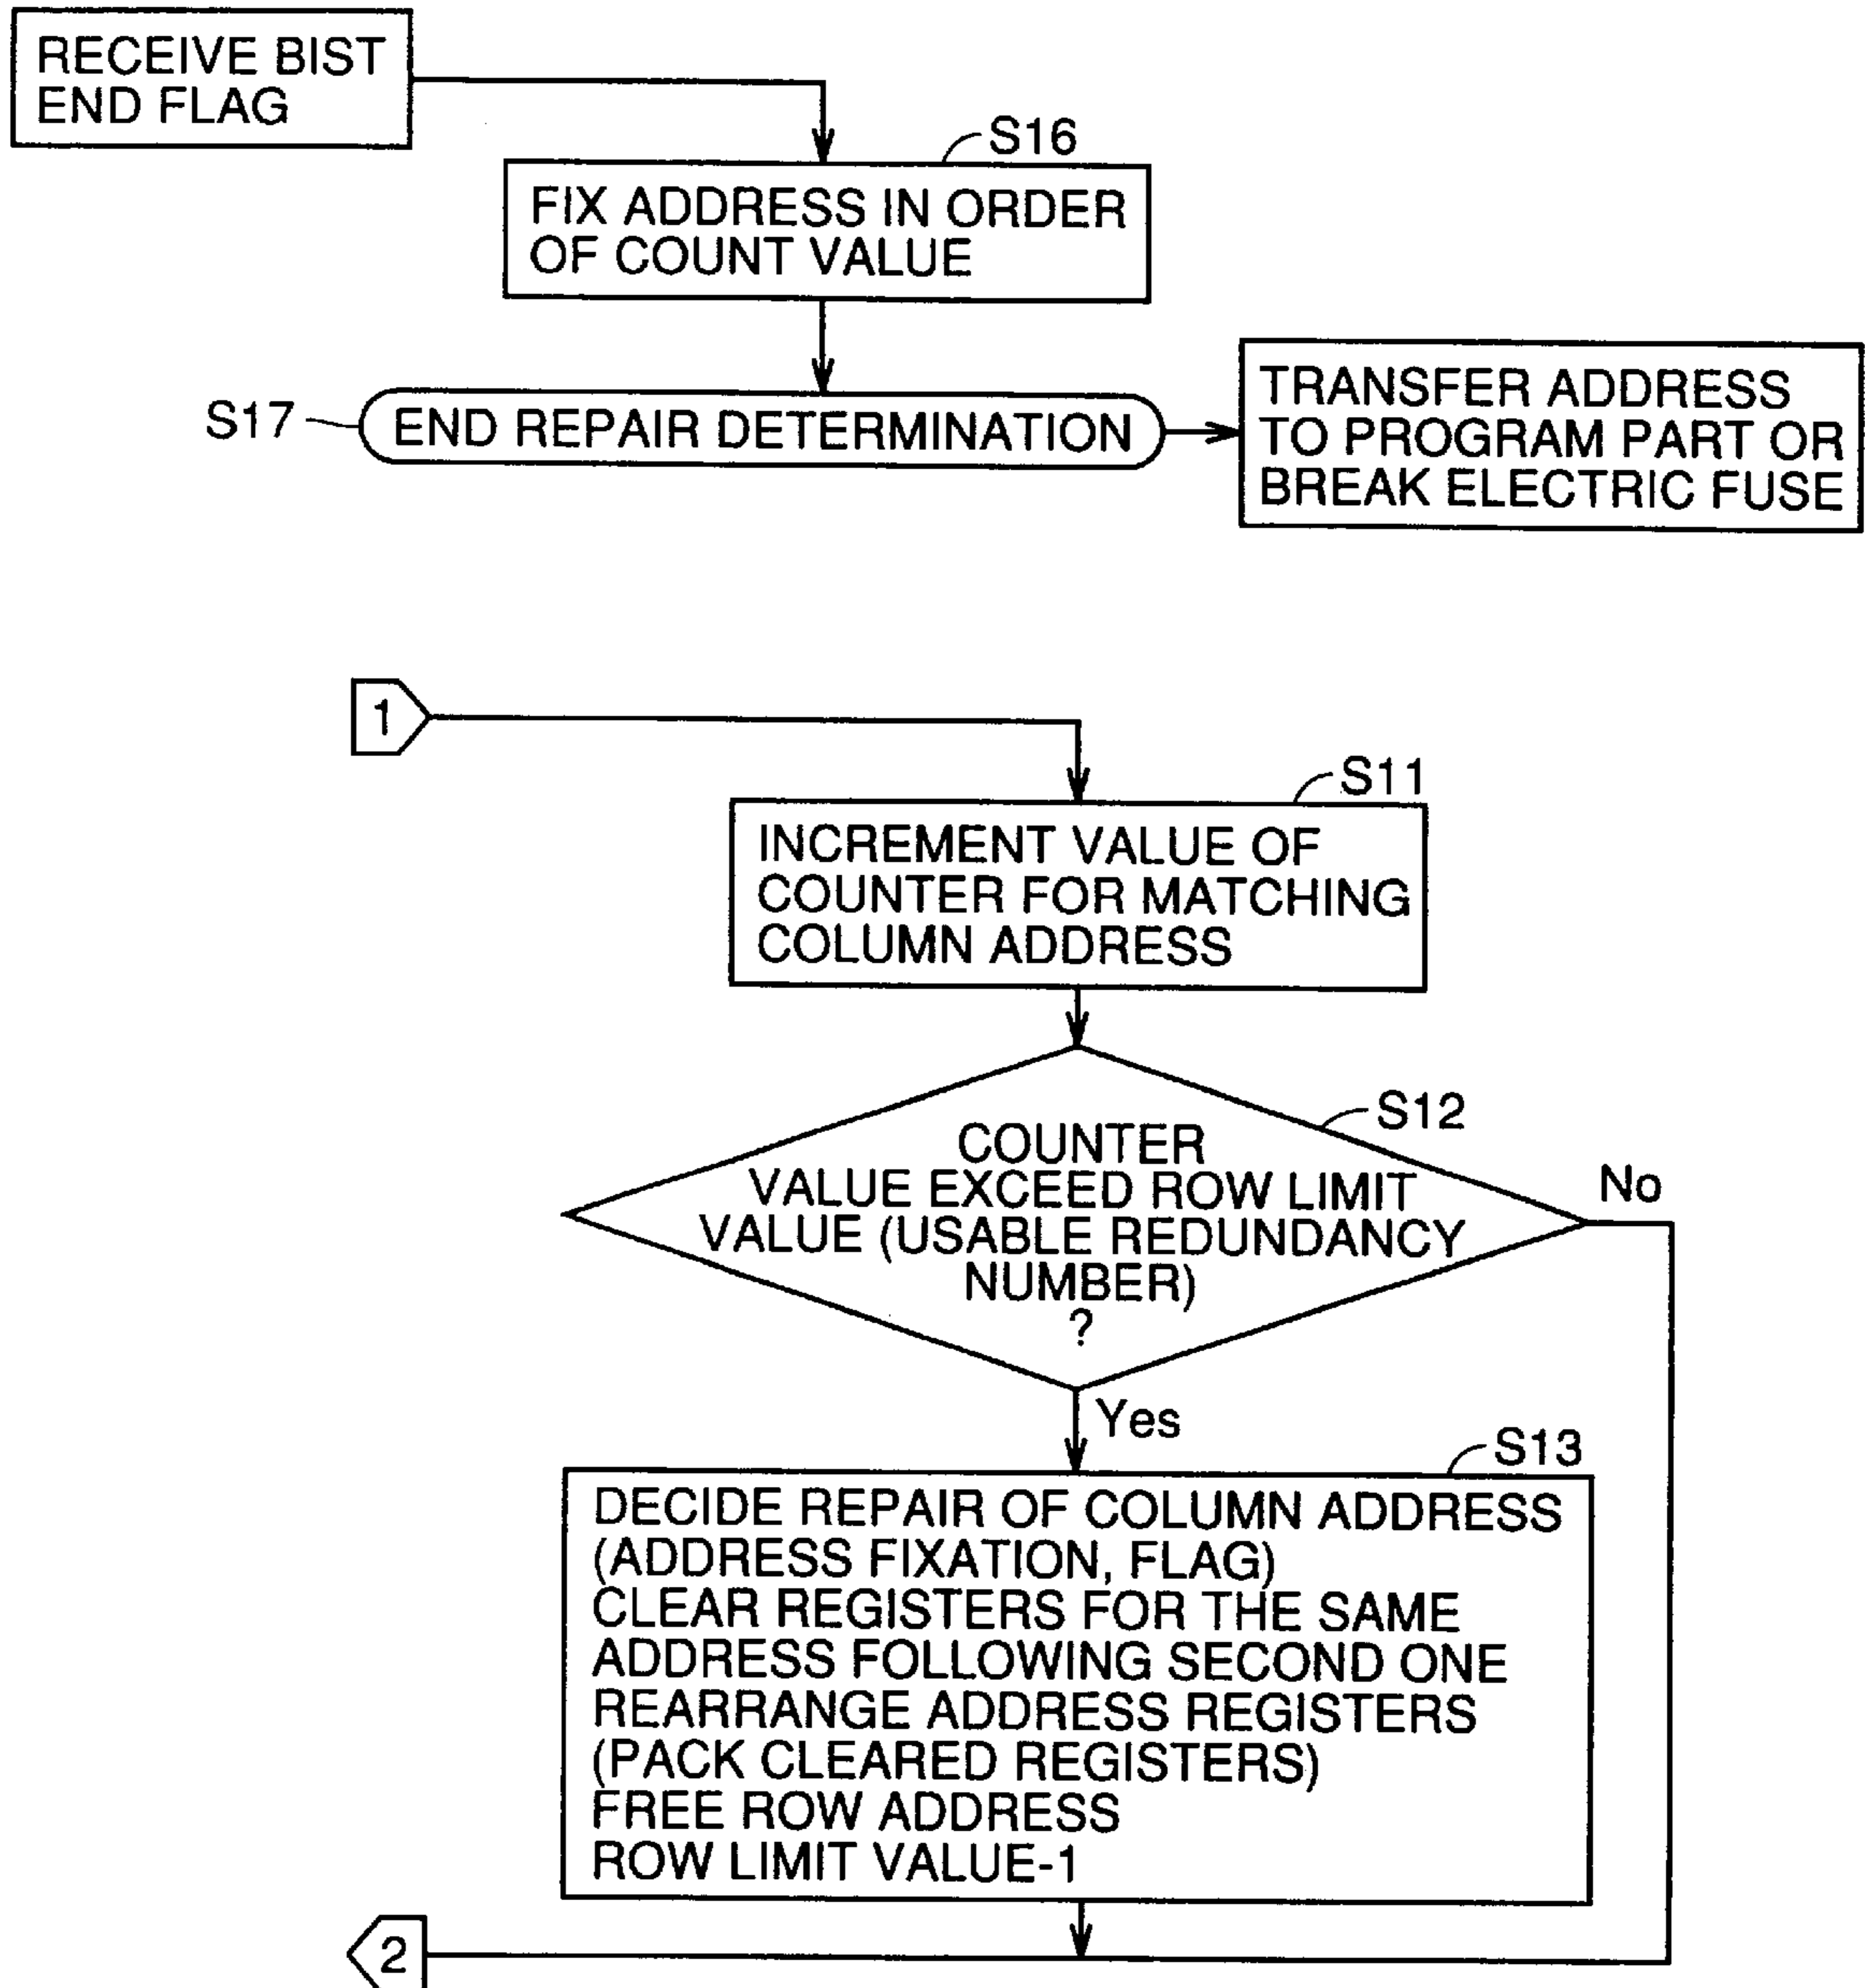 RECEIVE BIST
END FLAG
S16
FIX ADDRESS IN ORDER
OF COUNT VALUE
S17
END REPAIR DETERMINATION
TRANSFER ADDRESS
TO PROGRAM PART OR
BREAK ELECTRIC FUSE
1
S11
INCREMENT VALUE OF
COUNTER FOR MATCHING
COLUMN ADDRESS
S12
COUNTER
VALUE EXCEED ROW LIMIT
VALUE (USABLE REDUNDANCY
NUMBER)
?
No
Yes
S13
DECIDE REPAIR OF COLUMN ADDRESS
(ADDRESS FIXATION, FLAG)
CLEAR REGISTERS FOR THE SAME
ADDRESS FOLLOWING SECOND ONE
REARRANGE ADDRESS REGISTERS
(PACK CLEARED REGISTERS)
FREE ROW ADDRESS
ROW LIMIT VALUE-1
2